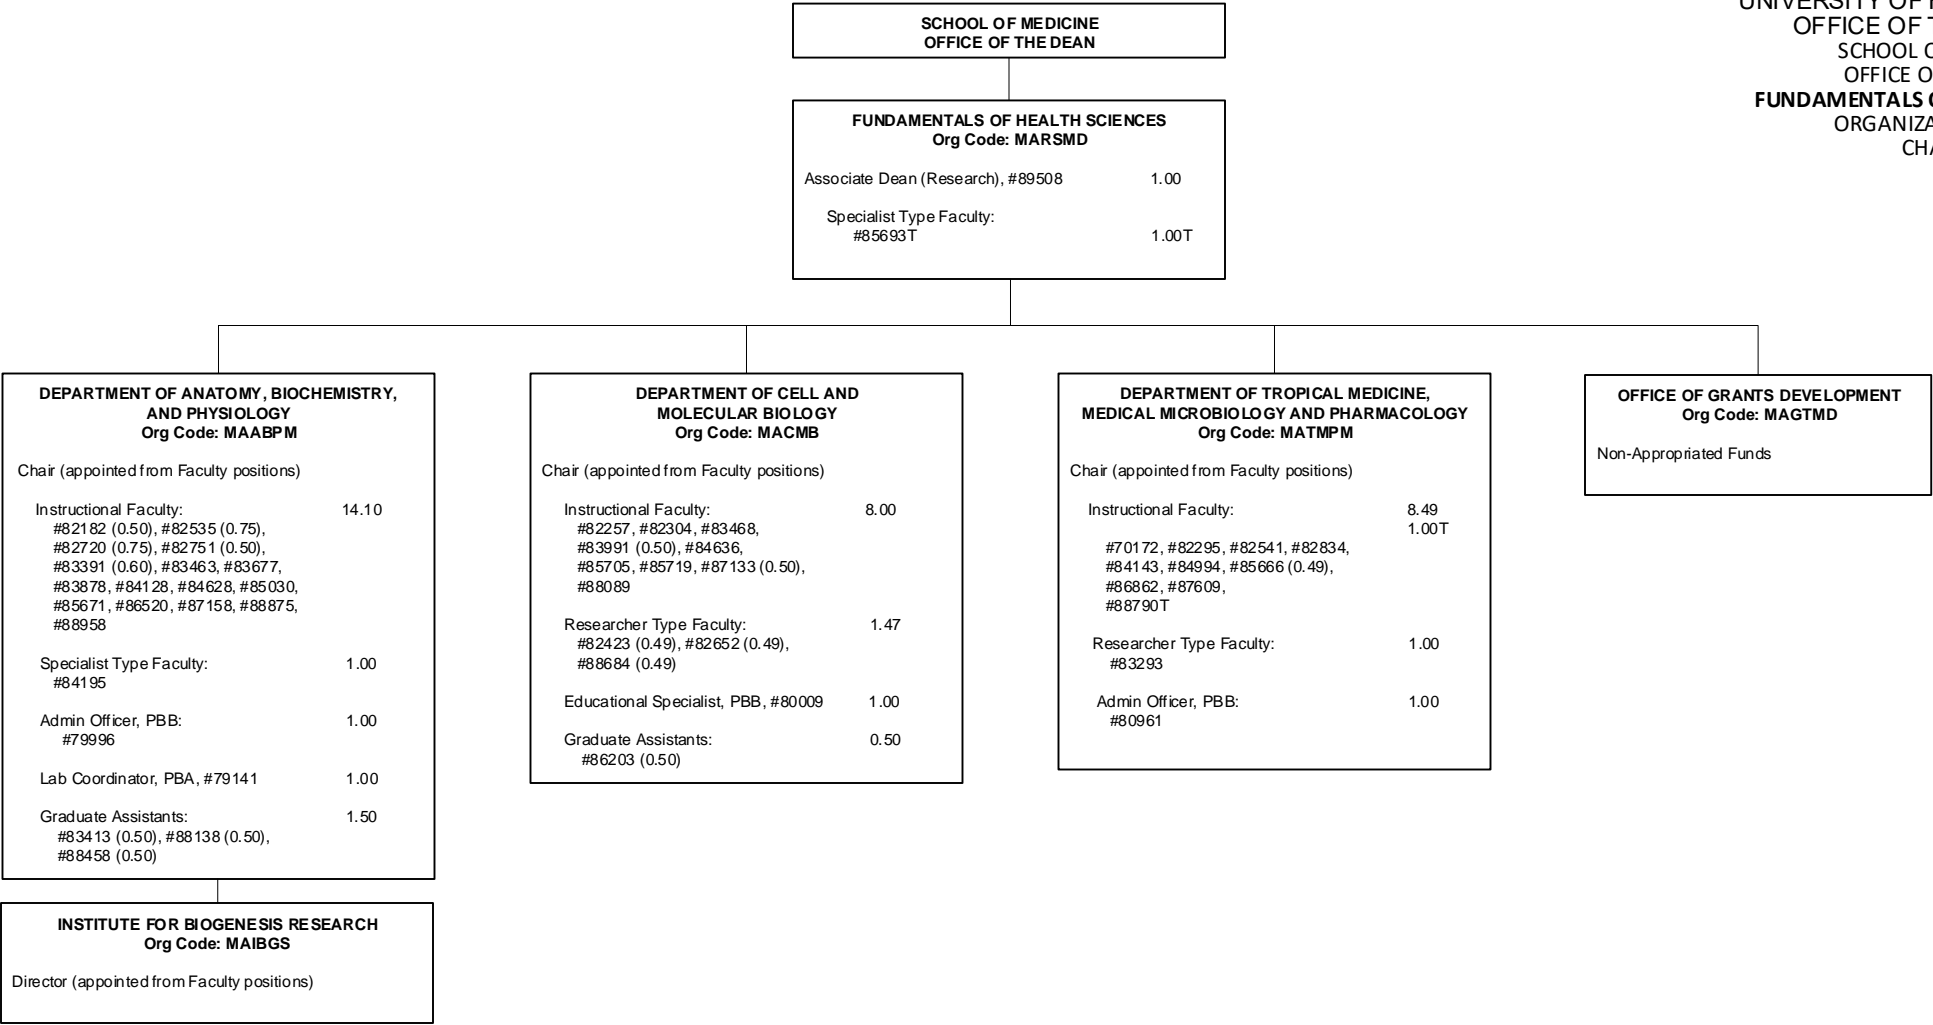 SCHOOL OF MEDICINE
OFFICE OF THE DEAN
UNIVERSITY OF
OFFICE OF
SCHOOL
OFFICE
FUNDAMENTALS
FUNDAMENTALS OF HEALTH SCIENCES
Org Code: MARSMD
Associate Dean (Research), #89508 1.00
Specialist Type Faculty:
#85693T 1.00T
DEPARTMENT OF ANATOMY, BIOCHEMISTRY,
AND PHYSIOLOGY
Org Code: MAABPM
Chair (appointed from Faculty positions)
Instructional Faculty: 14.10
#82182 (0.50), #82535 (0.75),
#82720 (0.75), #82751 (0.50),
#83391 (0.60), #83463, #83677,
#83878, #84128, #84628, #85030,
#85671, #86520, #87158, #88875,
#88958
Specialist Type Faculty: 1.00
#84195
Admin Officer, PBB: 1.00
#79996
Lab Coordinator, PBA, #79141 1.00
Graduate Assistants: 1.50
#83413 (0.50), #88138 (0.50),
#88458 (0.50)
INSTITUTE FOR BIOGENESIS RESEARCH
Org Code: MAIBGS
Director (appointed from Faculty positions)
DEPARTMENT OF CELL AND
MOLECULAR BIOLOGY
Org Code: MACMB
Chair (appointed from Faculty positions)
Instructional Faculty: 8.00
#82257, #82304, #83468,
#83991 (0.50), #84636,
#85705, #85719, #87133 (0.50),
#88089
Researcher Type Faculty: 1.47
#82423 (0.49), #82652 (0.49),
#88684 (0.49)
Educational Specialist, PBB, #80009 1.00
Graduate Assistants: 0.50
#86203 (0.50)
DEPARTMENT OF TROPICAL MEDICINE,
MEDICAL MICROBIOLOGY AND PHARMACOLOGY
Org Code: MATMPM
Chair (appointed from Faculty positions)
Instructional Faculty: 8.49
1.00T
#70172, #82295, #82541, #82834,
#84143, #84994, #85666 (0.49),
#86862, #87609,
#88790T
Researcher Type Faculty: 1.00
#83293
Admin Officer, PBB: 1.00
#80961
OFFICE OF GRANTS DEVELOPMENT
Org Code: MAGTMD
Non-Appropriated Funds